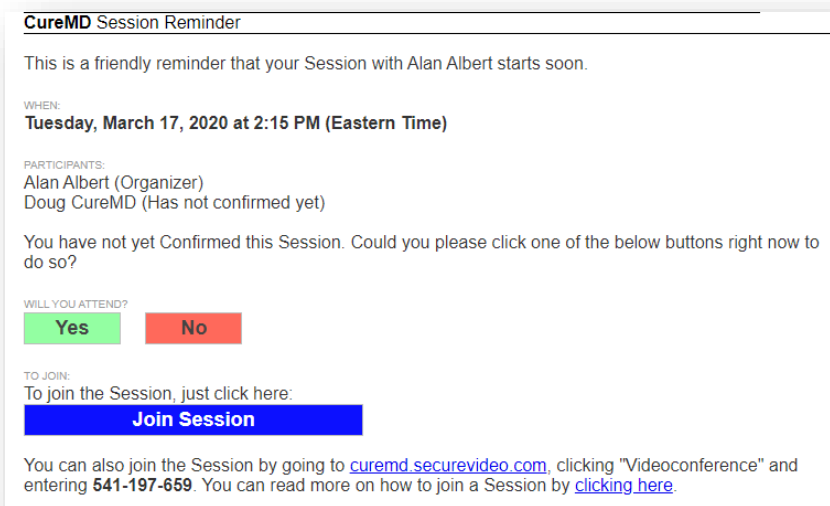 CureMD Session Reminder
This is a friendly reminder that your Session with Alan Albert starts soon.
WHEN:
Tuesday, March 17, 2020 at 2:15 PM (Eastern Time)
PARTICIPANTS:
Alan Albert (Organizer)
Doug CureMD (Has not confirmed yet)
You have not yet Confirmed this Session. Could you please click one of the below buttons right now to
do so?
WILL YOU ATTEND?
Yes No
TO JOIN:
To join the Session, just click here:
Join Session
You can also join the Session by going to curemd.securevideo.com, clicking "Videoconference" and
entering 541-197-659. You can read more on how to join a Session by clicking here.